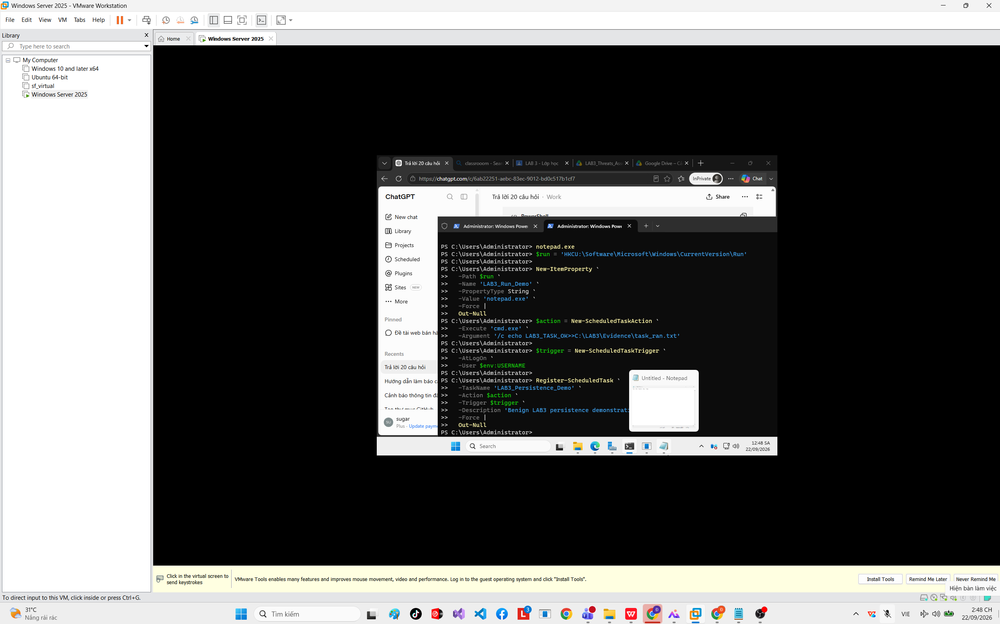 Windows Server 2025 - VMware Workstation
File Edit View VM Tabs Help
Library
Type here to search
My Computer
Windows 10 and later x64
Ubuntu 64-bit
sf_virtual
Windows Server 2025
Home
Windows Server 2025
Trả lời 20 câu hỏi
classrooom - Sear
LAB 3 - Lớp học
LAB3_Threats_Ass
Google Drive – Că
https://chatgpt.com/c/6ab22251-aebc-83ec-9012-bd0c517b1cf7
InPrivate
Chat
ChatGPT
Trả lời 20 câu hỏi · Work
Share
New chat
Library
Projects
Scheduled
Plugins
Sites NEW
More
Pinned
Đề tài web bán hà
Recents
Trả lời 20 câu hỏi
Hướng dẫn làm báo c
Cảnh báo thông tin
Tạo thư mục GitHub
SU
sugar
Plus · Update payme
PowerShell
Administrator: Windows Power
Administrator: Windows Powe
PS C:\Users\Administrator> notepad.exe
PS C:\Users\Administrator> $run = 'HKCU:\Software\Microsoft\Windows\CurrentVersion\Run'
PS C:\Users\Administrator>
PS C:\Users\Administrator> New-ItemProperty `
>>   -Path $run `
>>   -Name 'LAB3_Run_Demo' `
>>   -PropertyType String `
>>   -Value 'notepad.exe' `
>>   -Force |
>>   Out-Null
PS C:\Users\Administrator> $action = New-ScheduledTaskAction `
>>   -Execute 'cmd.exe' `
>>   -Argument '/c echo LAB3_TASK_OK>>C:\LAB3\Evidence\task_ran.txt'
PS C:\Users\Administrator>
PS C:\Users\Administrator> $trigger = New-ScheduledTaskTrigger `
>>   -AtLogOn `
>>   -User $env:USERNAME
PS C:\Users\Administrator>
PS C:\Users\Administrator> Register-ScheduledTask `
>>   -TaskName 'LAB3_Persistence_Demo' `
>>   -Action $action `
>>   -Trigger $trigger `
>>   -Description 'Benign LAB3 persistence demonstrati
>>   -Force |
>>   Out-Null
PS C:\Users\Administrator>
Untitled - Notepad
Search
12:48 SA
22/09/2026
Click in the virtual screen to
send keystrokes
VMware Tools enables many features and improves mouse movement, video and performance. Log in to the guest operating system and click "Install Tools".
Install Tools
Remind Me Later
Never Remind Me
Hiện bàn làm việc
To direct input to this VM, click inside or press Ctrl+G.
31°C
Nắng rải rác
Tìm kiếm
3
VIE
2:48 CH
22/09/2026